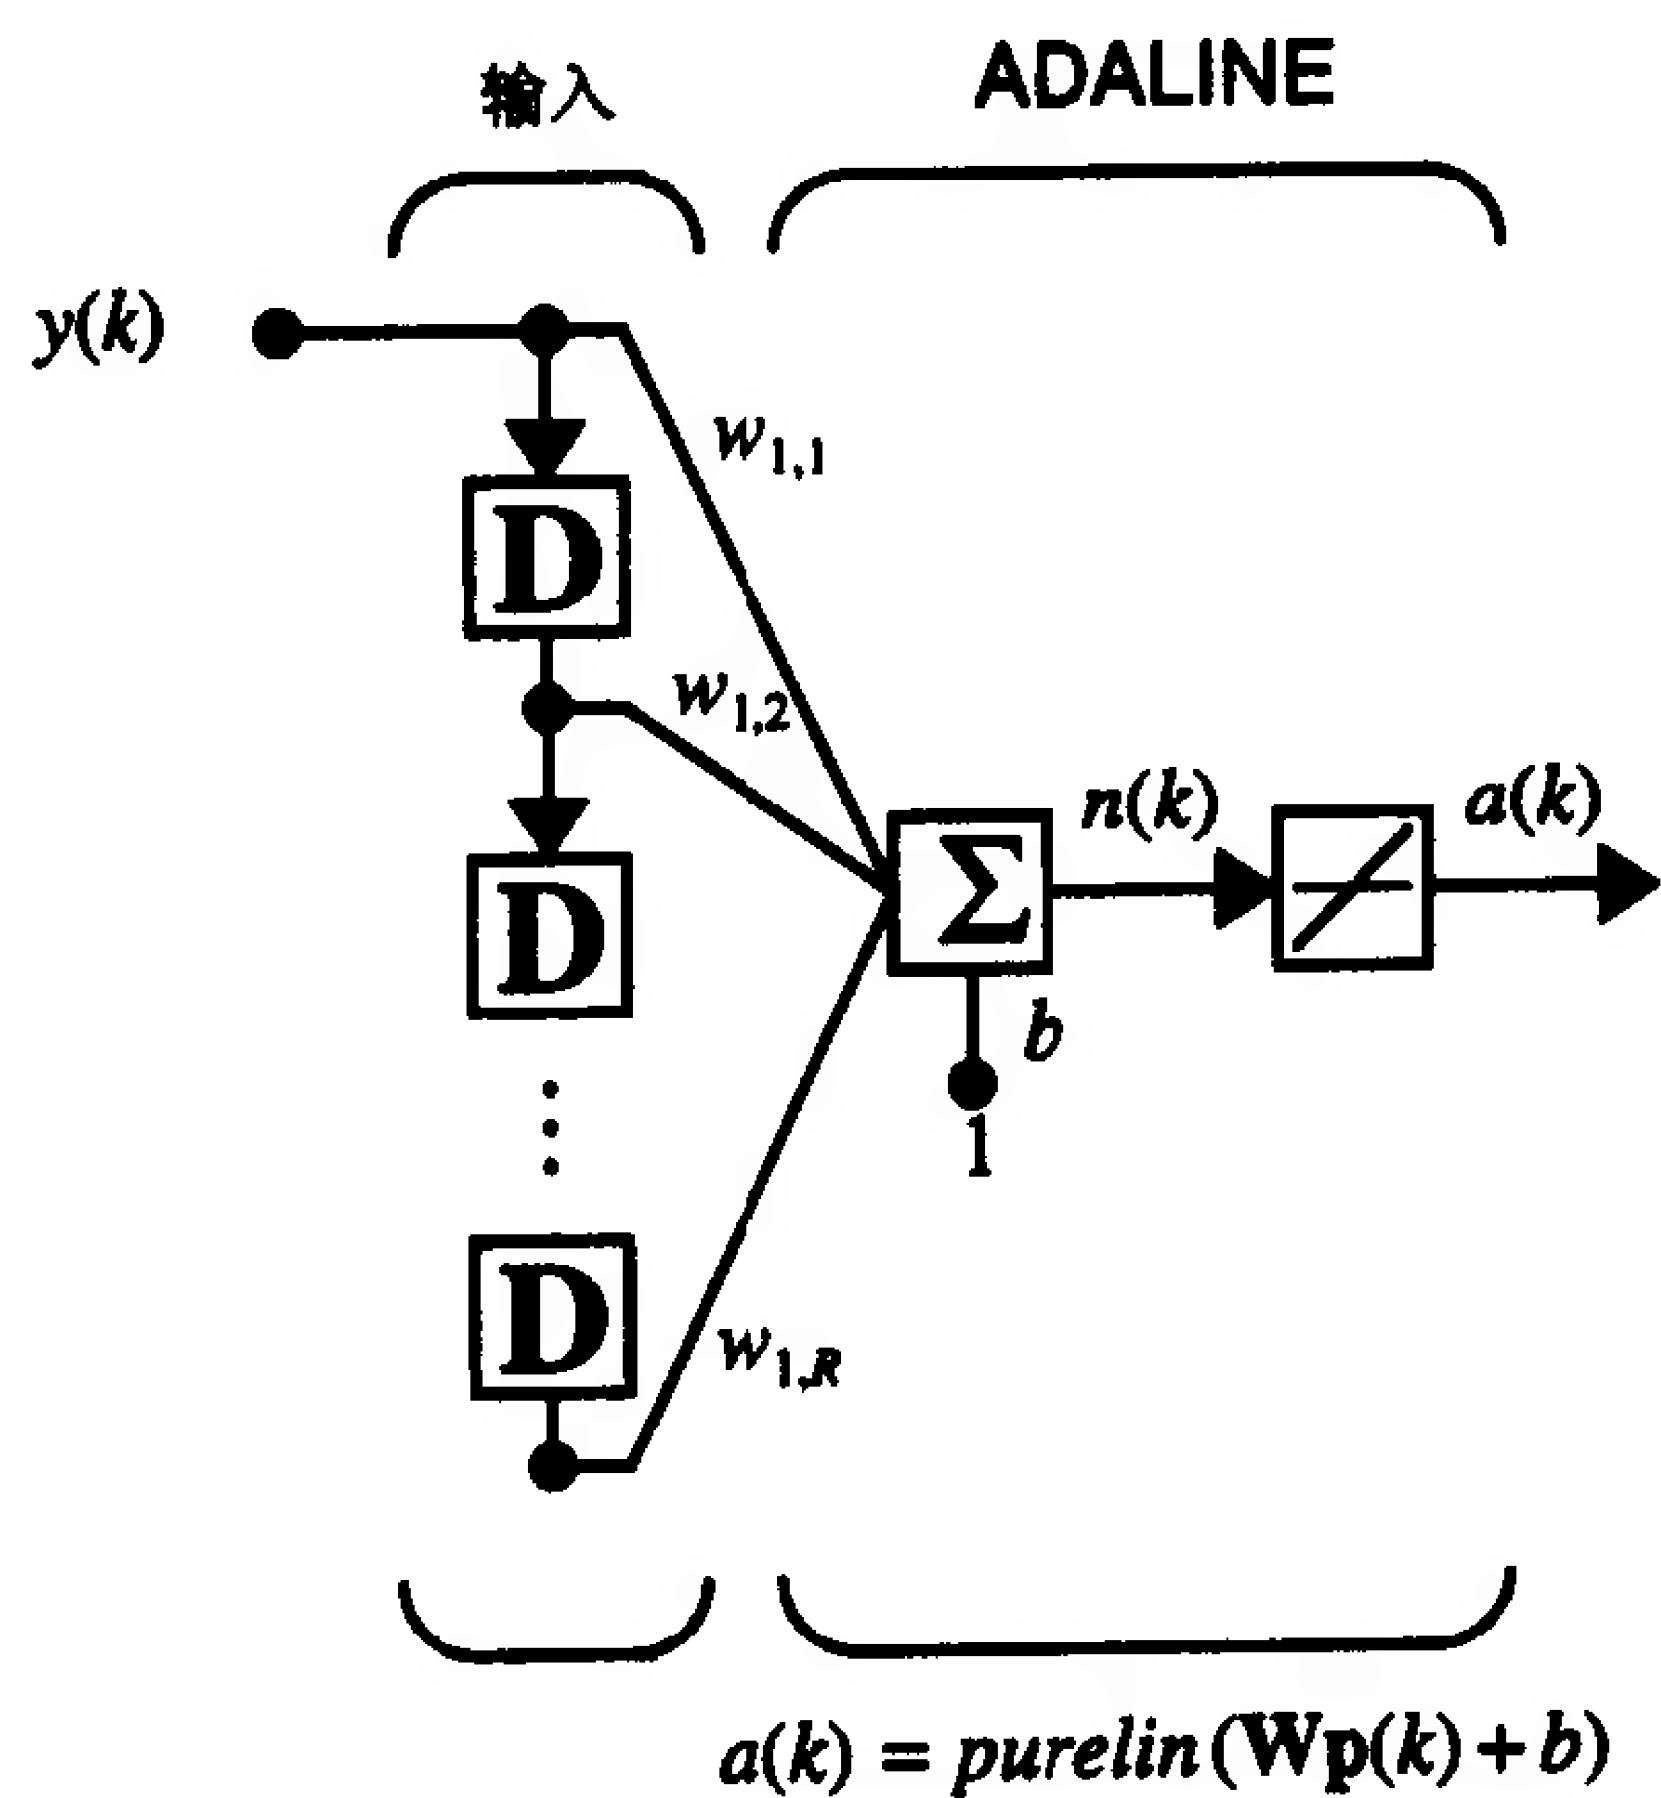 输入
ADALINE
y(k)
w1,1
D
w1,2
n(k)
a(k)
Σ
D
b
1
D
w1,R
a(k) = purelin(Wp(k) + b)